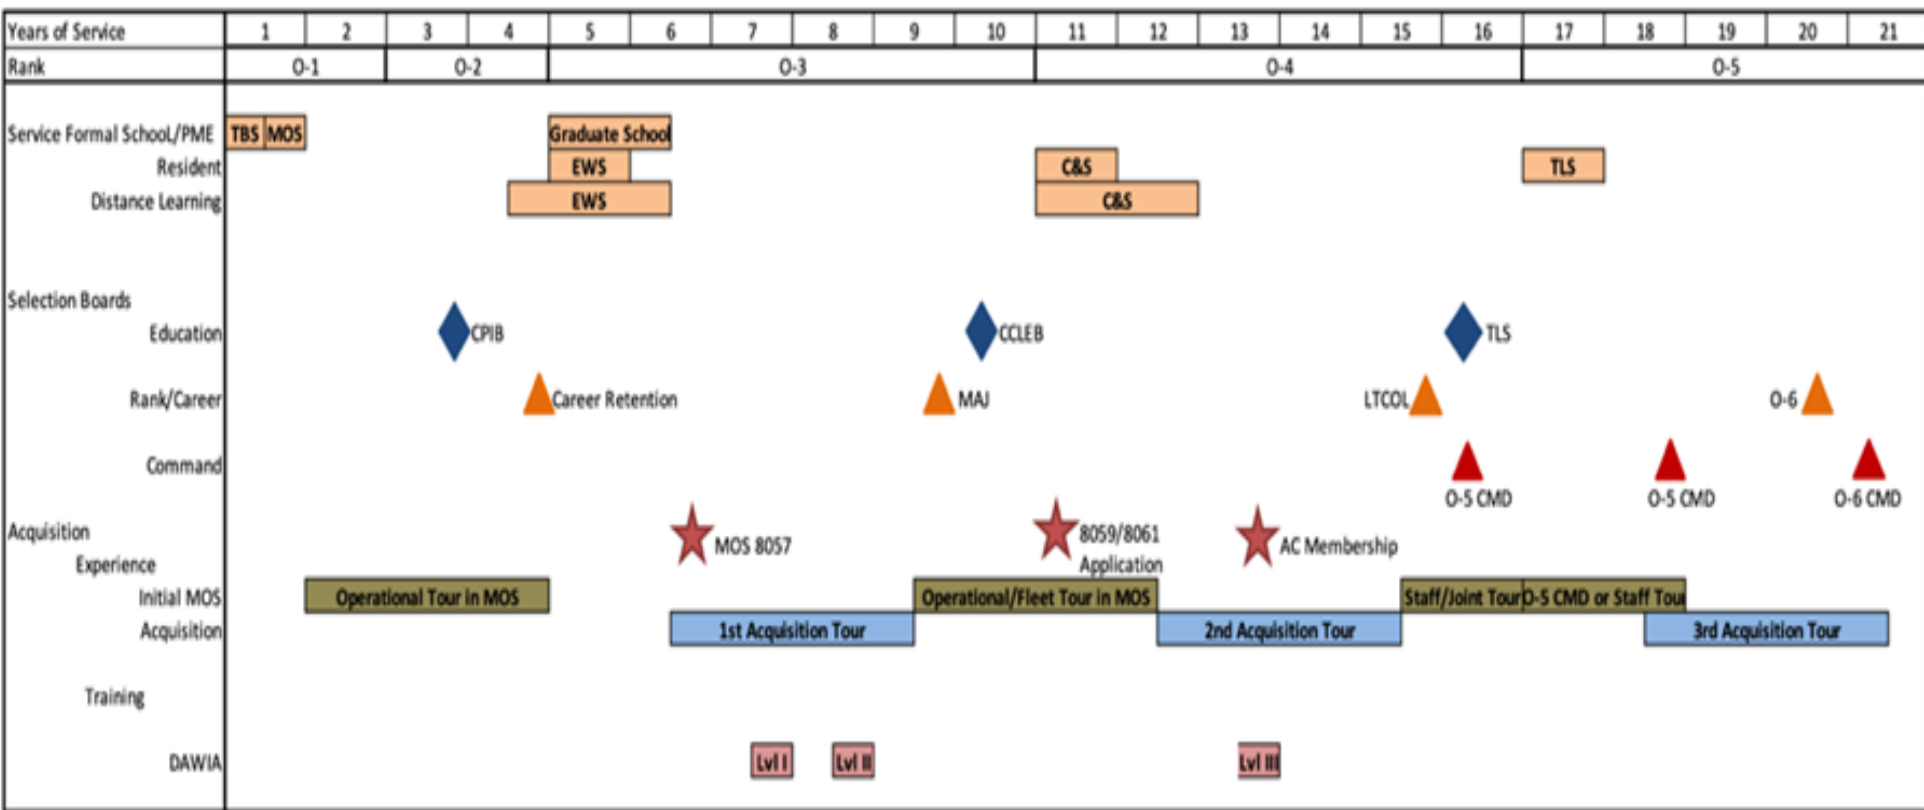 Years of Service 1 2 3 4 5 6 7 8 9 10 11 12 13 14 15 16 17 18 19 20 21
Rank O-1 O-2 O-3 O-4 O-5
Service Formal School/PME TBS MOS Graduate School
Resident EWS C&S TLS
Distance Learning EWS C&S
Selection Boards
Education CPIB CCLEB TLS
Rank/Career Career Retention MAJ LTCOL O-6
Command
O-5 CMD O-5 CMD O-6 CMD
Acquisition 8059/8061
MOS 8057 AC Membership
Experience Application
Initial MOS Operational Tour in MOS Operational/Fleet Tour in MOS Staff/Joint Tour O-5 CMD or Staff Tour
Acquisition 1st Acquisition Tour 2nd Acquisition Tour 3rd Acquisition Tour
Training
DAWIA Lvl I Lvl II Lvl III